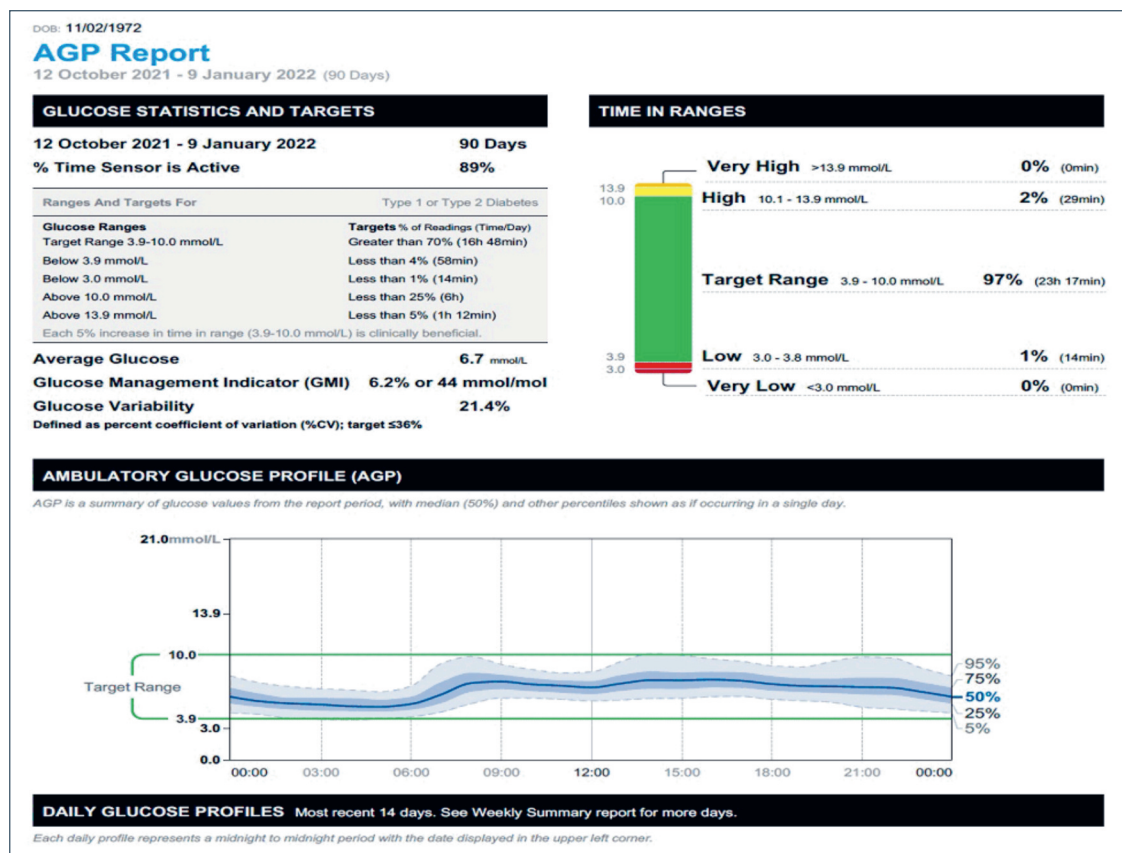 DOB: 11/02/1972
AGP Report
12 October 2021 - 9 January 2022 (90 Days)
GLUCOSE STATISTICS AND TARGETS
12 October 2021 - 9 January 2022 90 Days
% Time Sensor is Active 89%
Ranges And Targets For Type 1 or Type 2 Diabetes
Glucose Ranges Targets % of Readings (Time/Day)
Target Range 3.9-10.0 mmol/L Greater than 70% (16h 48min)
Below 3.9 mmol/L Less than 4% (58min)
Below 3.0 mmol/L Less than 1% (14min)
Above 10.0 mmol/L Less than 25% (6h)
Above 13.9 mmol/L Less than 5% (1h 12min)
Each 5% increase in time in range (3.9-10.0 mmol/L) is clinically beneficial.
Average Glucose 6.7 mmol/L
Glucose Management Indicator (GMI) 6.2% or 44 mmol/mol
Glucose Variability 21.4%
Defined as percent coefficient of variation (%CV); target ≤36%
TIME IN RANGES
Very High >13.9 mmol/L 0% (0min)
13.9
High 10.1 - 13.9 mmol/L 2% (29min)
10.0
Target Range 3.9 - 10.0 mmol/L 97% (23h 17min)
3.9
Low 3.0 - 3.8 mmol/L 1% (14min)
3.0
Very Low <3.0 mmol/L 0% (0min)
AMBULATORY GLUCOSE PROFILE (AGP)
AGP is a summary of glucose values from the report period, with median (50%) and other percentiles shown as if occurring in a single day.
21.0 mmol/L
13.9
10.0
Target Range
3.9
3.0
0.0
95%
75%
50%
25%
5%
00:00 03:00 06:00 09:00 12:00 15:00 18:00 21:00 00:00
DAILY GLUCOSE PROFILES Most recent 14 days. See Weekly Summary report for more days.
Each daily profile represents a midnight to midnight period with the date displayed in the upper left corner.